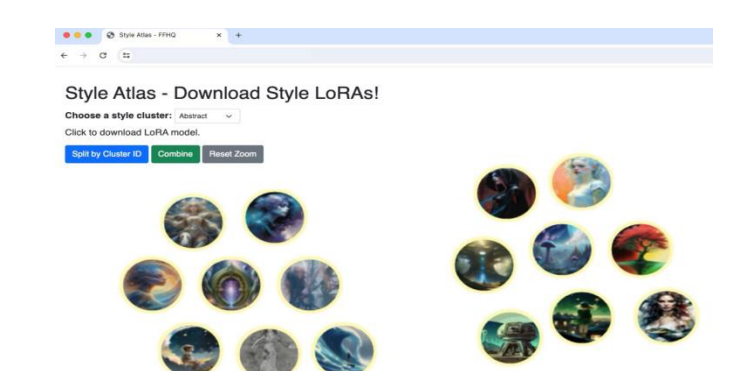 Style Atlas - FFHQ
Style Atlas - Download Style LoRAs!
Choose a style cluster: Abstract
Click to download LoRA model.
Split by Cluster ID Combine Reset Zoom